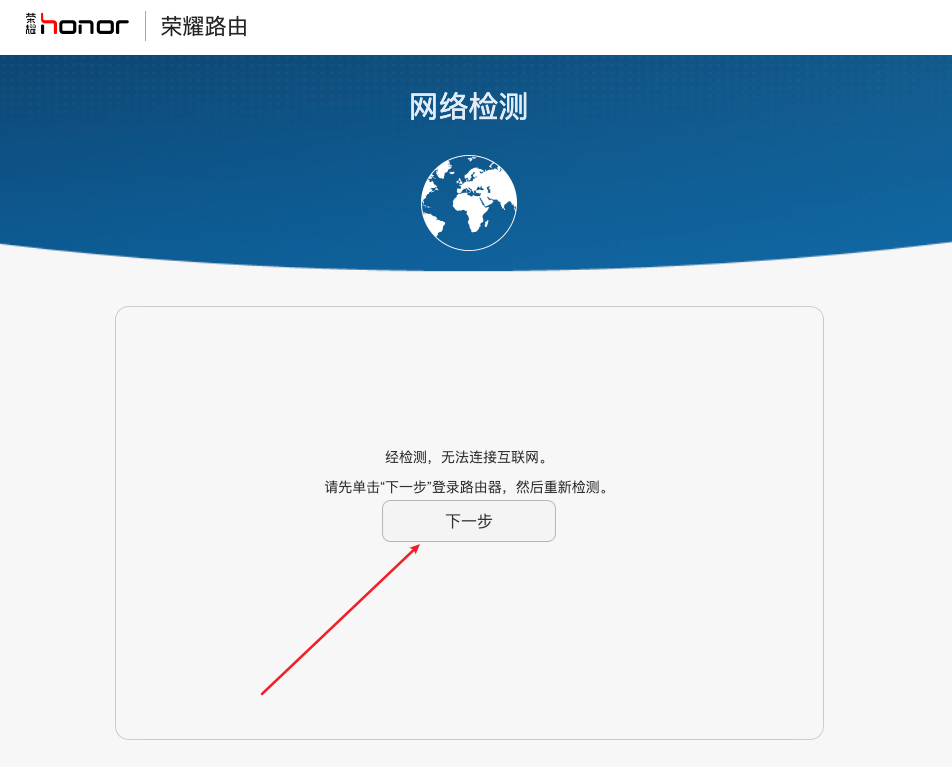 荣耀 honor 荣耀路由
网络检测
经检测，无法连接互联网。
请先单击“下一步”登录路由器，然后重新检测。
下一步